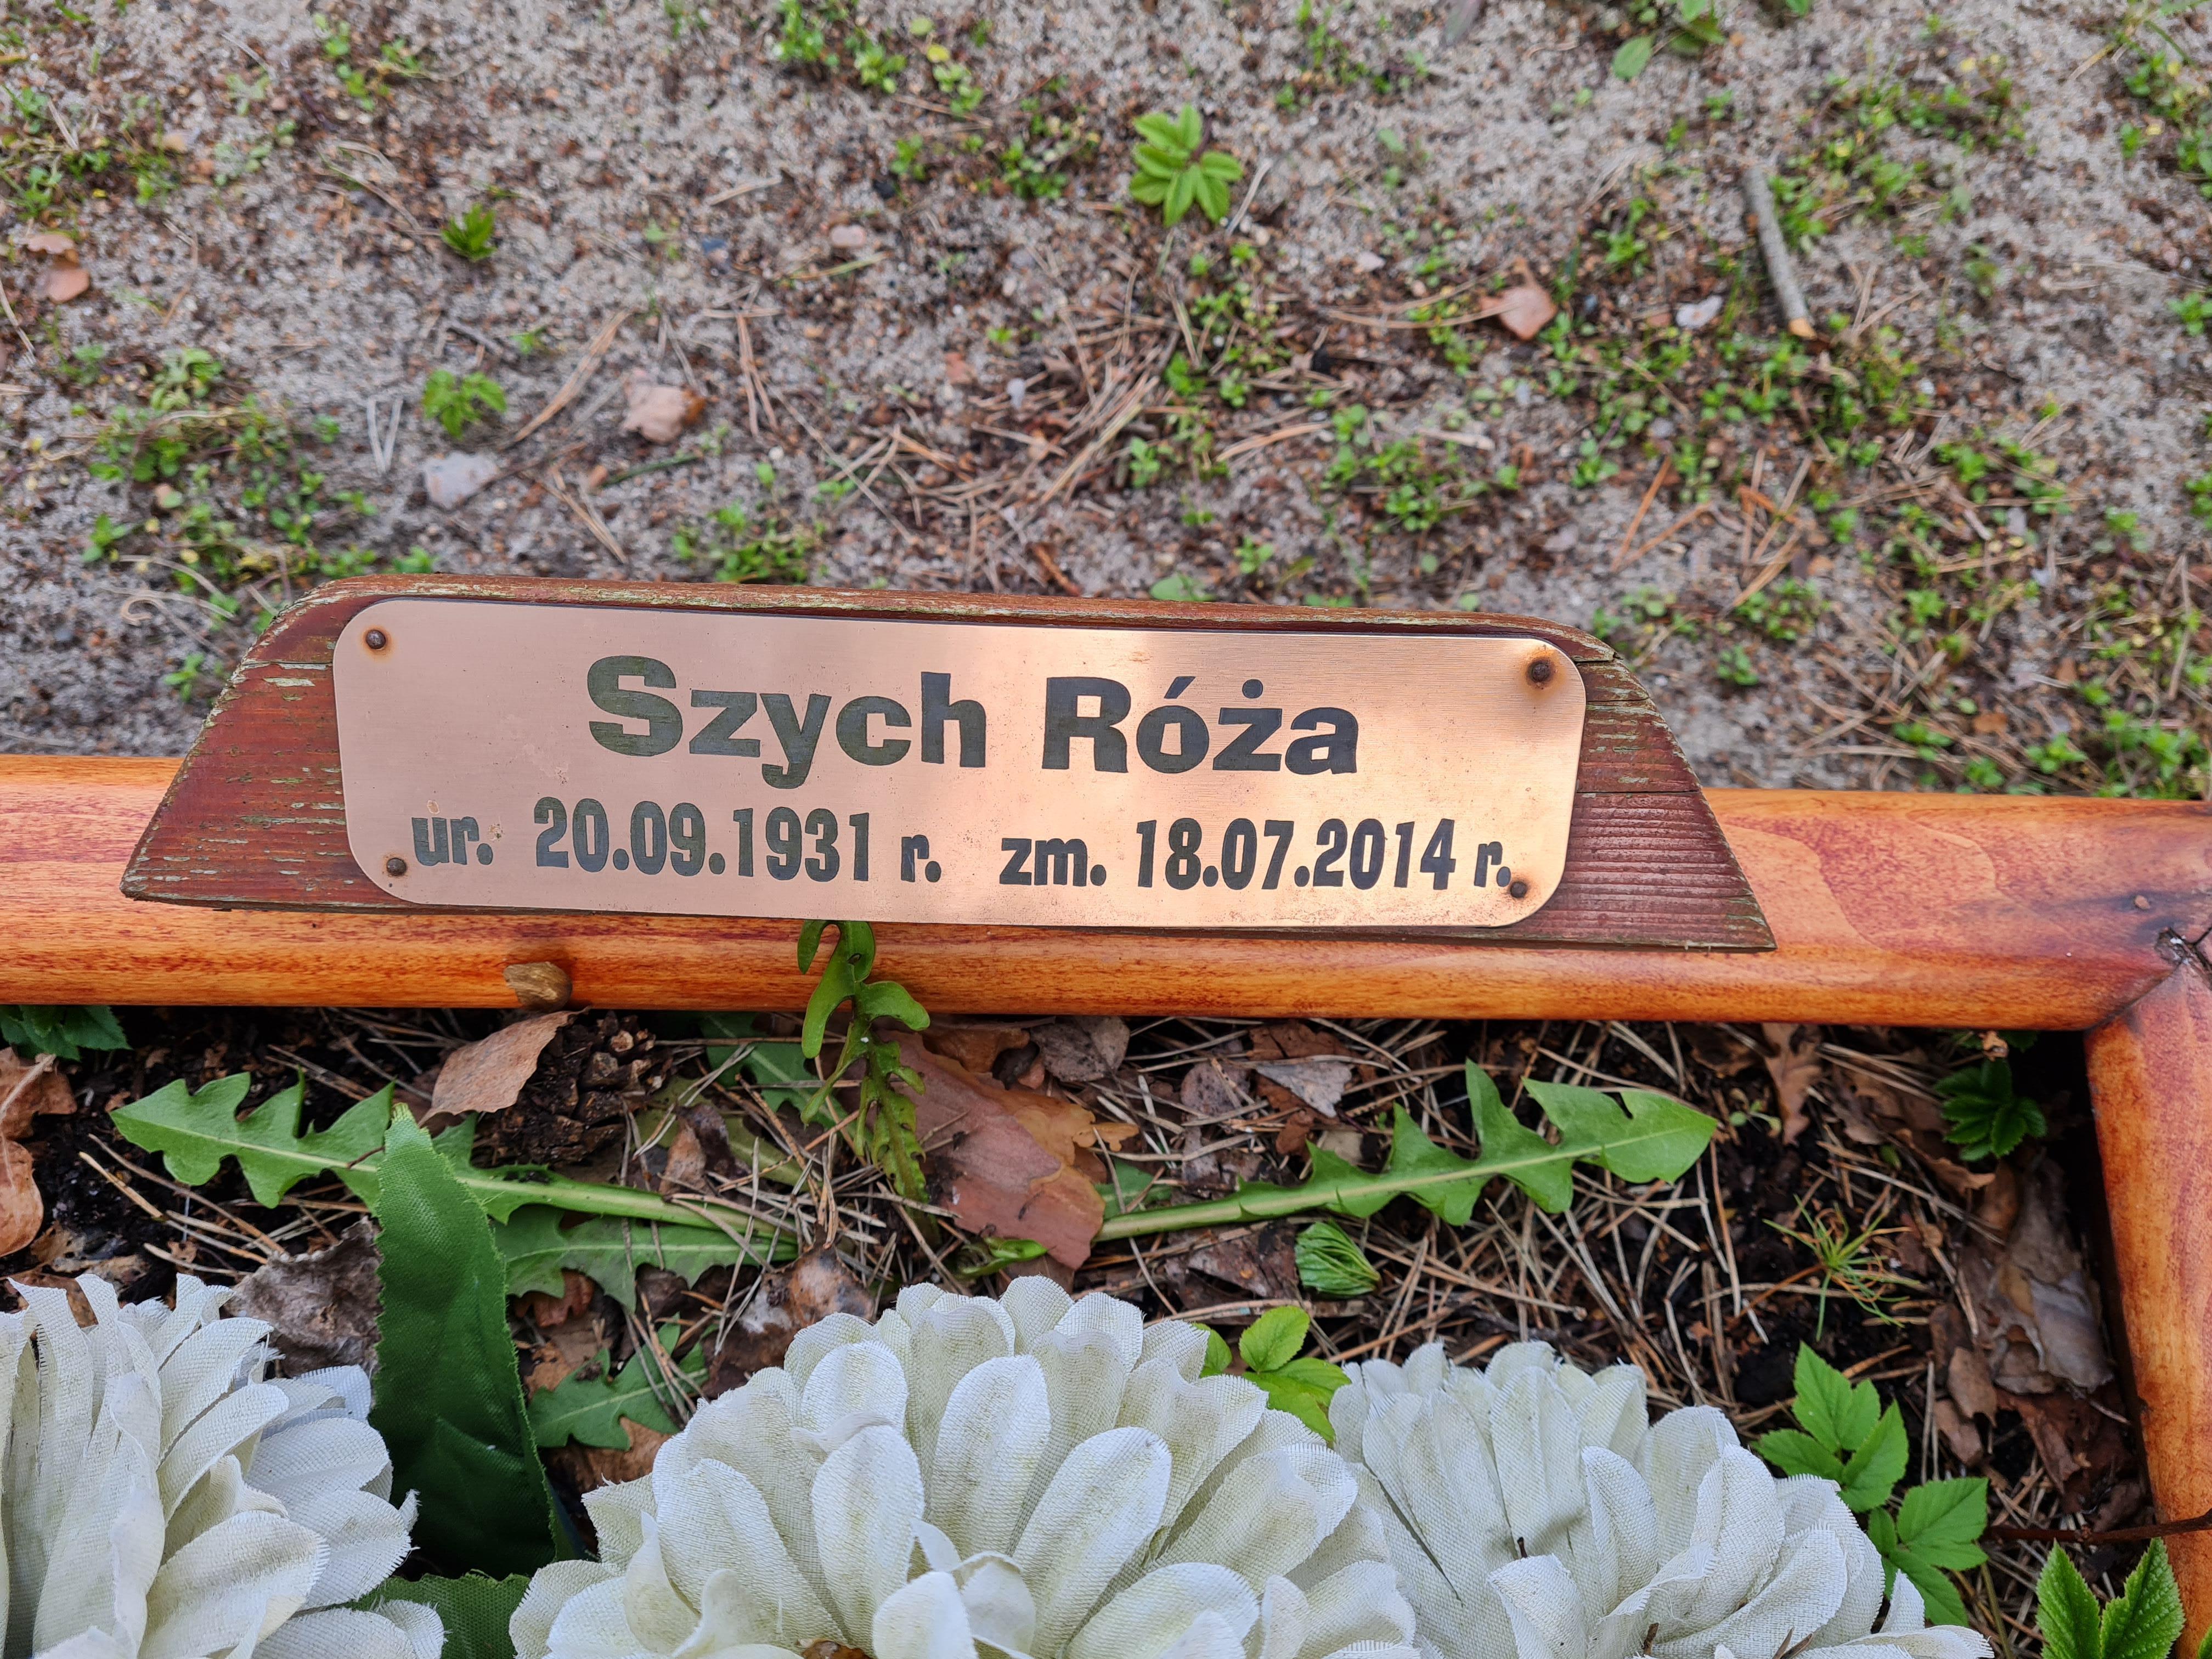 Szych Róża
ur. 20.09.1931 r. zm. 18.07.2014 r.